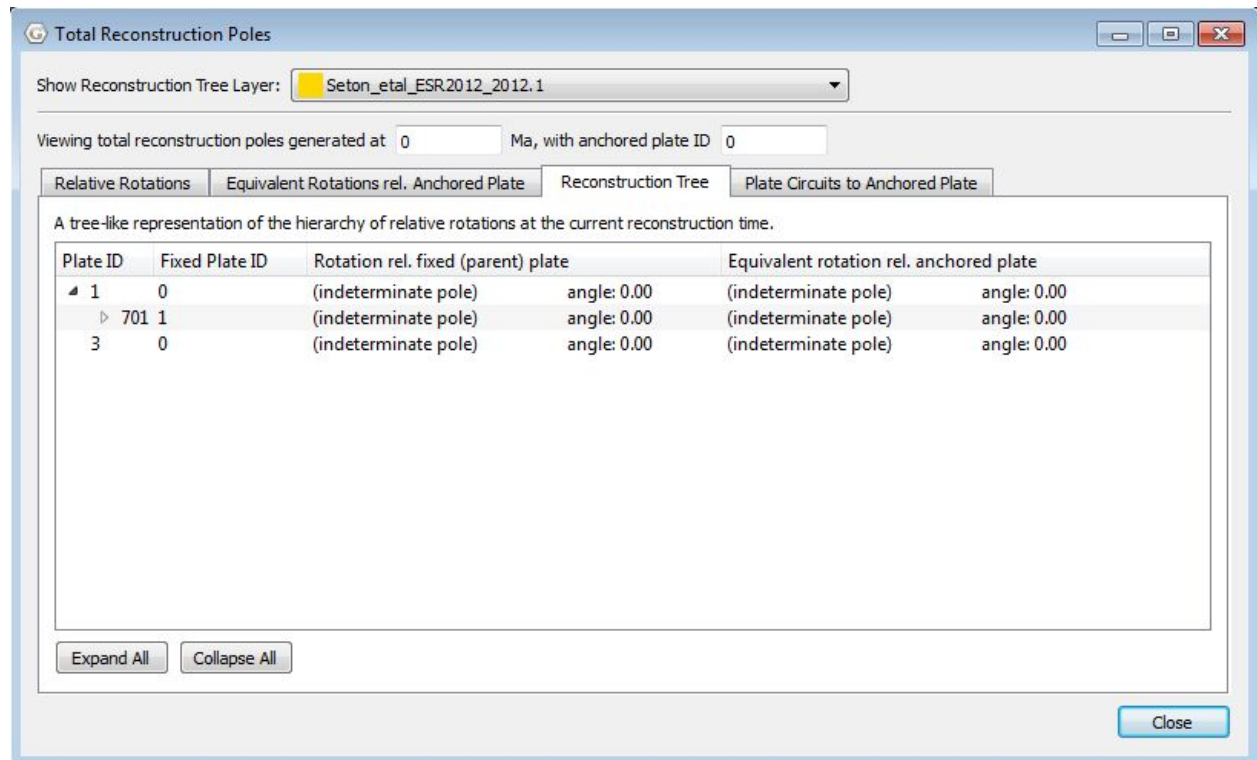 Total Reconstruction Poles
Show Reconstruction Tree Layer: Seton_etal_ESR2012_2012.1
Viewing total reconstruction poles generated at 0 Ma, with anchored plate ID 0
Relative Rotations Equivalent Rotations rel. Anchored Plate Reconstruction Tree Plate Circuits to Anchored Plate
A tree-like representation of the hierarchy of relative rotations at the current reconstruction time.
Plate ID Fixed Plate ID Rotation rel. fixed (parent) plate Equivalent rotation rel. anchored plate
1 0 (indeterminate pole) angle: 0.00 (indeterminate pole) angle: 0.00
701 1 (indeterminate pole) angle: 0.00 (indeterminate pole) angle: 0.00
3 0 (indeterminate pole) angle: 0.00 (indeterminate pole) angle: 0.00
Expand All Collapse All
Close